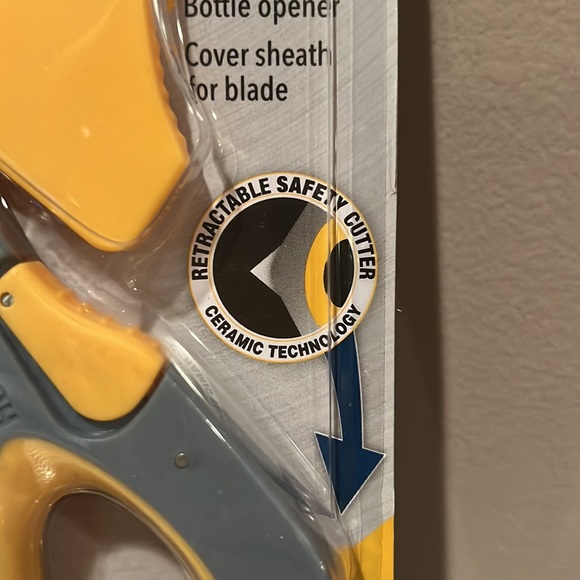 Bottle opener
Cover sheath
for blade
RETRACTABLE SAFETY CUTTER
CERAMIC TECHNOLOGY